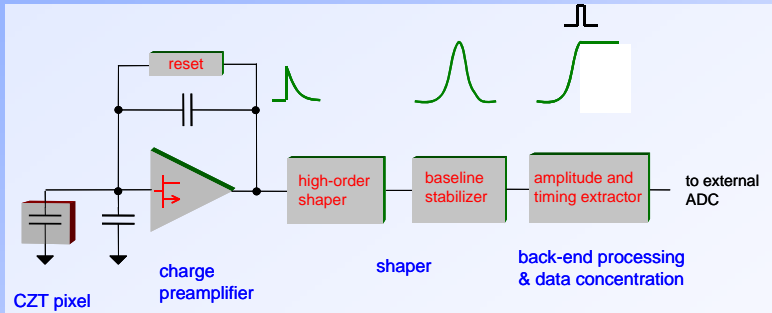 reset
high-order
shaper
baseline
stabilizer
amplitude and
timing extractor
to external
ADC
CZT pixel
charge
preamplifier
shaper
back-end processing
& data concentration